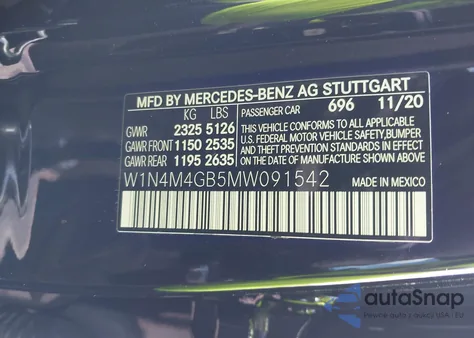 MFD BY MERCEDES-BENZ AG STUTTGART
KG LBS PASSENGER CAR 696 11/20
GVWR 2325 5126 THIS VEHICLE CONFORMS TO ALL APPLICABLE
GAWR FRONT 1150 2535 U.S. FEDERAL MOTOR VEHICLE SAFETY, BUMPER
AND THEFT PREVENTION STANDARDS IN EFFECT
GAWR REAR 1195 2635 ON THE DATE OF MANUFACTURE SHOWN ABOVE.
W1N4M4GB5MW091542 MADE IN MEXICO
autoSnap